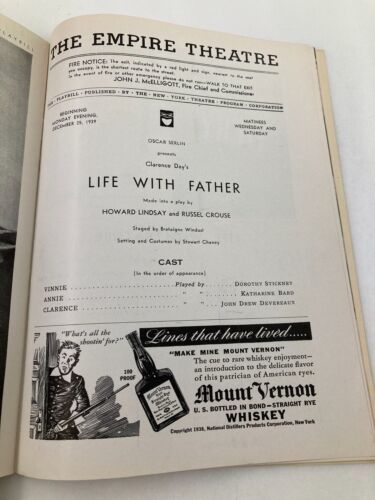 PLAYBILL
THE EMPIRE THEATRE
FIRE NOTICE: The exit, indicated by a red light and sign, nearest to the seat
you occupy, is the shortest route to the street.
In the event of fire or other emergency please do not run—WALK TO THAT EXIT.
JOHN J. McELLIGOTT, Fire Chief and Commissioner
THE · PLAYBILL · PUBLISHED · BY · THE · NEW · YORK · THEATRE · PROGRAM · CORPORATION
BEGINNING
MONDAY EVENING,
DECEMBER 25, 1939
MATINEES
WEDNESDAY AND
SATURDAY
OSCAR SERLIN
presents
Clarence Day's
LIFE WITH FATHER
Made into a play by
HOWARD LINDSAY and RUSSEL CROUSE
Staged by Bretaigne Windust
Setting and Costumes by Stewart Chaney
CAST
(In the order of appearance)
VINNIE Played by DOROTHY STICKNEY
ANNIE " " KATHARINE BARD
CLARENCE " " JOHN DREW DEVEREAUX
"What's all the
shootin' for?"
100
PROOF
Mount Vernon
Lines that have lived.....
"MAKE MINE MOUNT VERNON"
The cue to rare whiskey enjoyment—
an introduction to the delicate flavor
of this patrician of American ryes.
Mount Vernon
U. S. BOTTLED IN BOND—STRAIGHT RYE
WHISKEY
Copyright 1938, National Distillers Products Corporation, New York